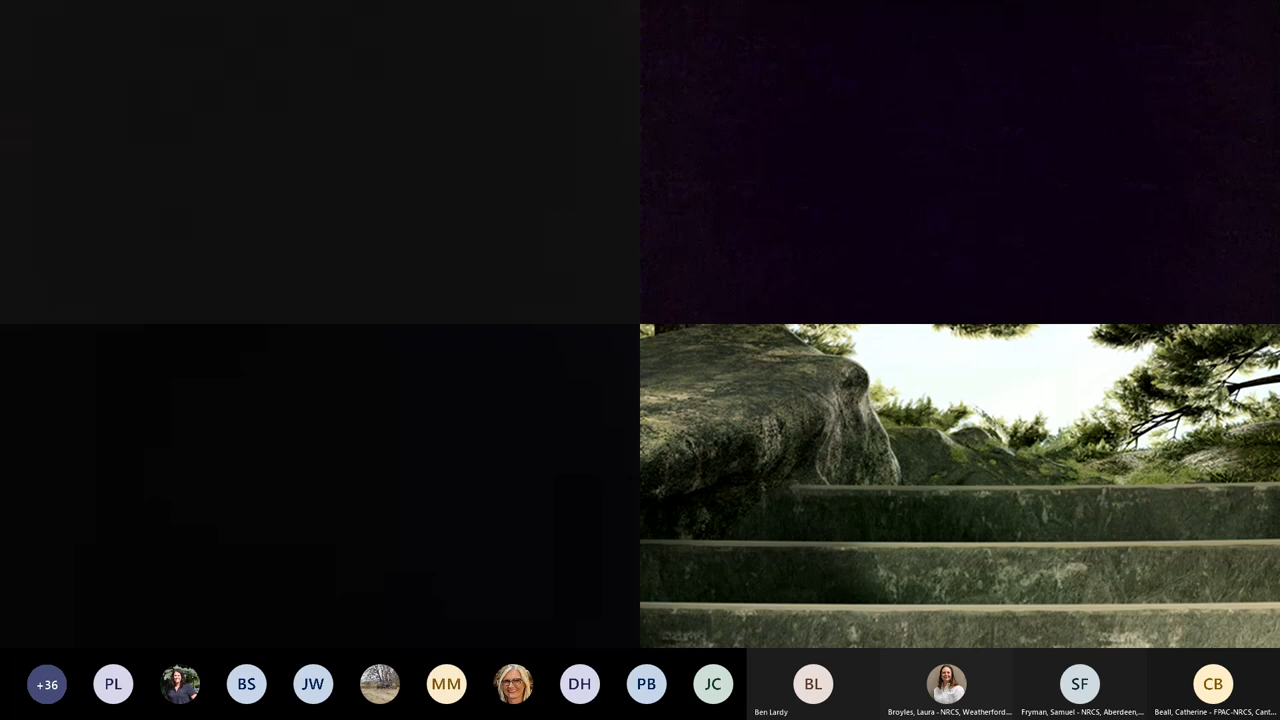 +36
PL
BS
JW
MM
DH
PB
JC
BL
SF
CB
Ben Lardy
Broyles, Laura - NRCS, Weatherford...
Fryman, Samuel - NRCS, Aberdeen,...
Beall, Catherine - FPAC-NRCS, Cant...